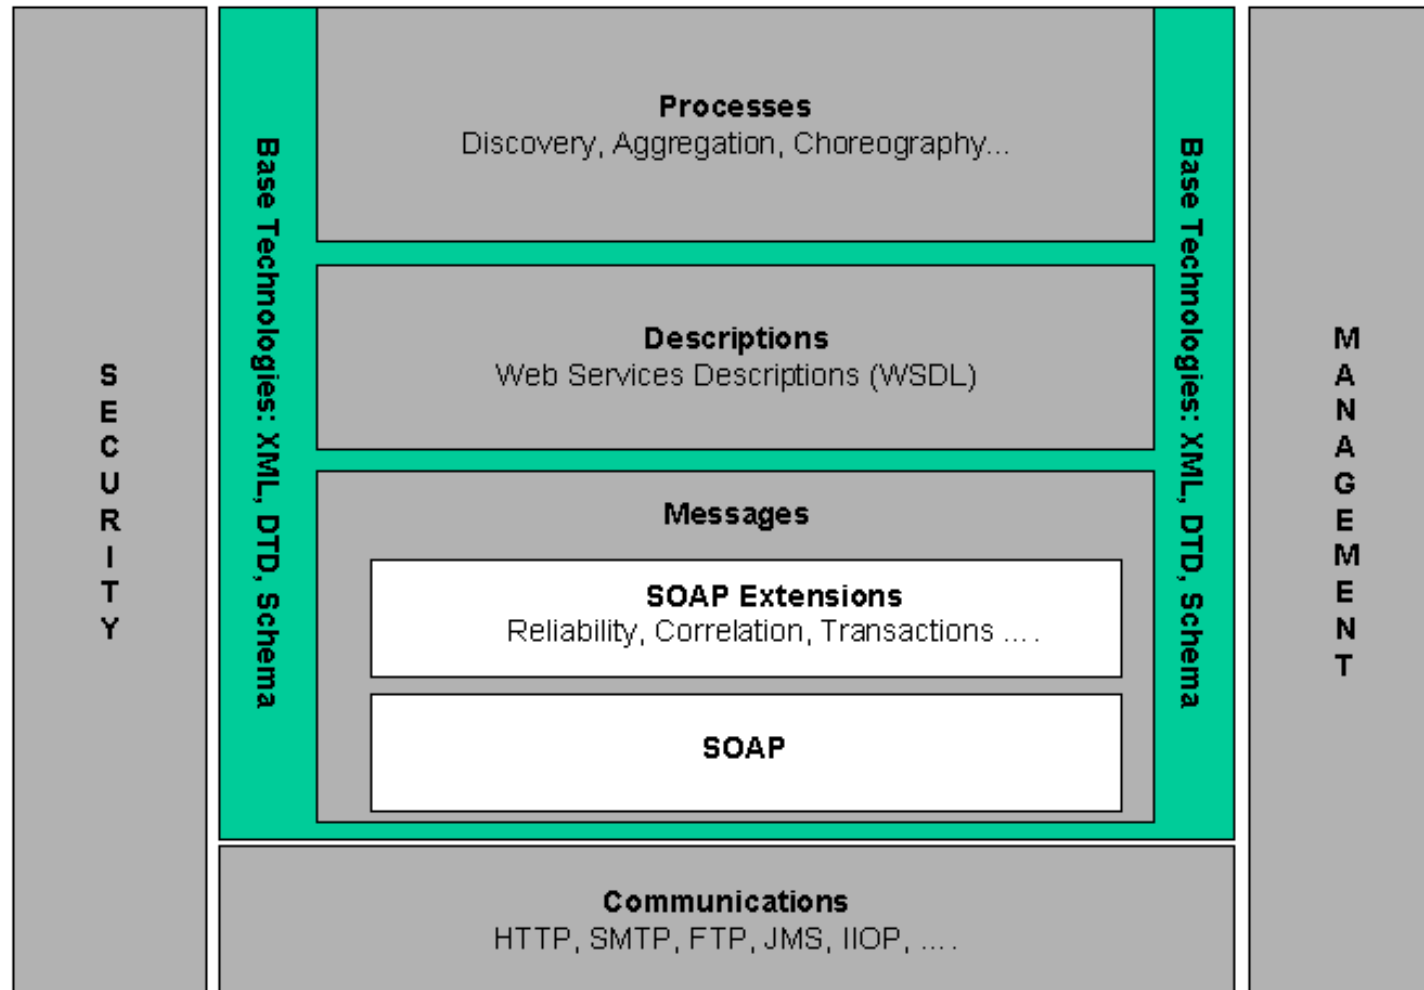 SECURITY
Base Technologies: XML, DTD, Schema
Processes
Discovery, Aggregation, Choreography...
Descriptions
Web Services Descriptions (WSDL)
Messages
SOAP Extensions
Reliability, Correlation, Transactions ....
SOAP
Base Technologies: XML, DTD, Schema
MANAGEMENT
Communications
HTTP, SMTP, FTP, JMS, IIOP, ....